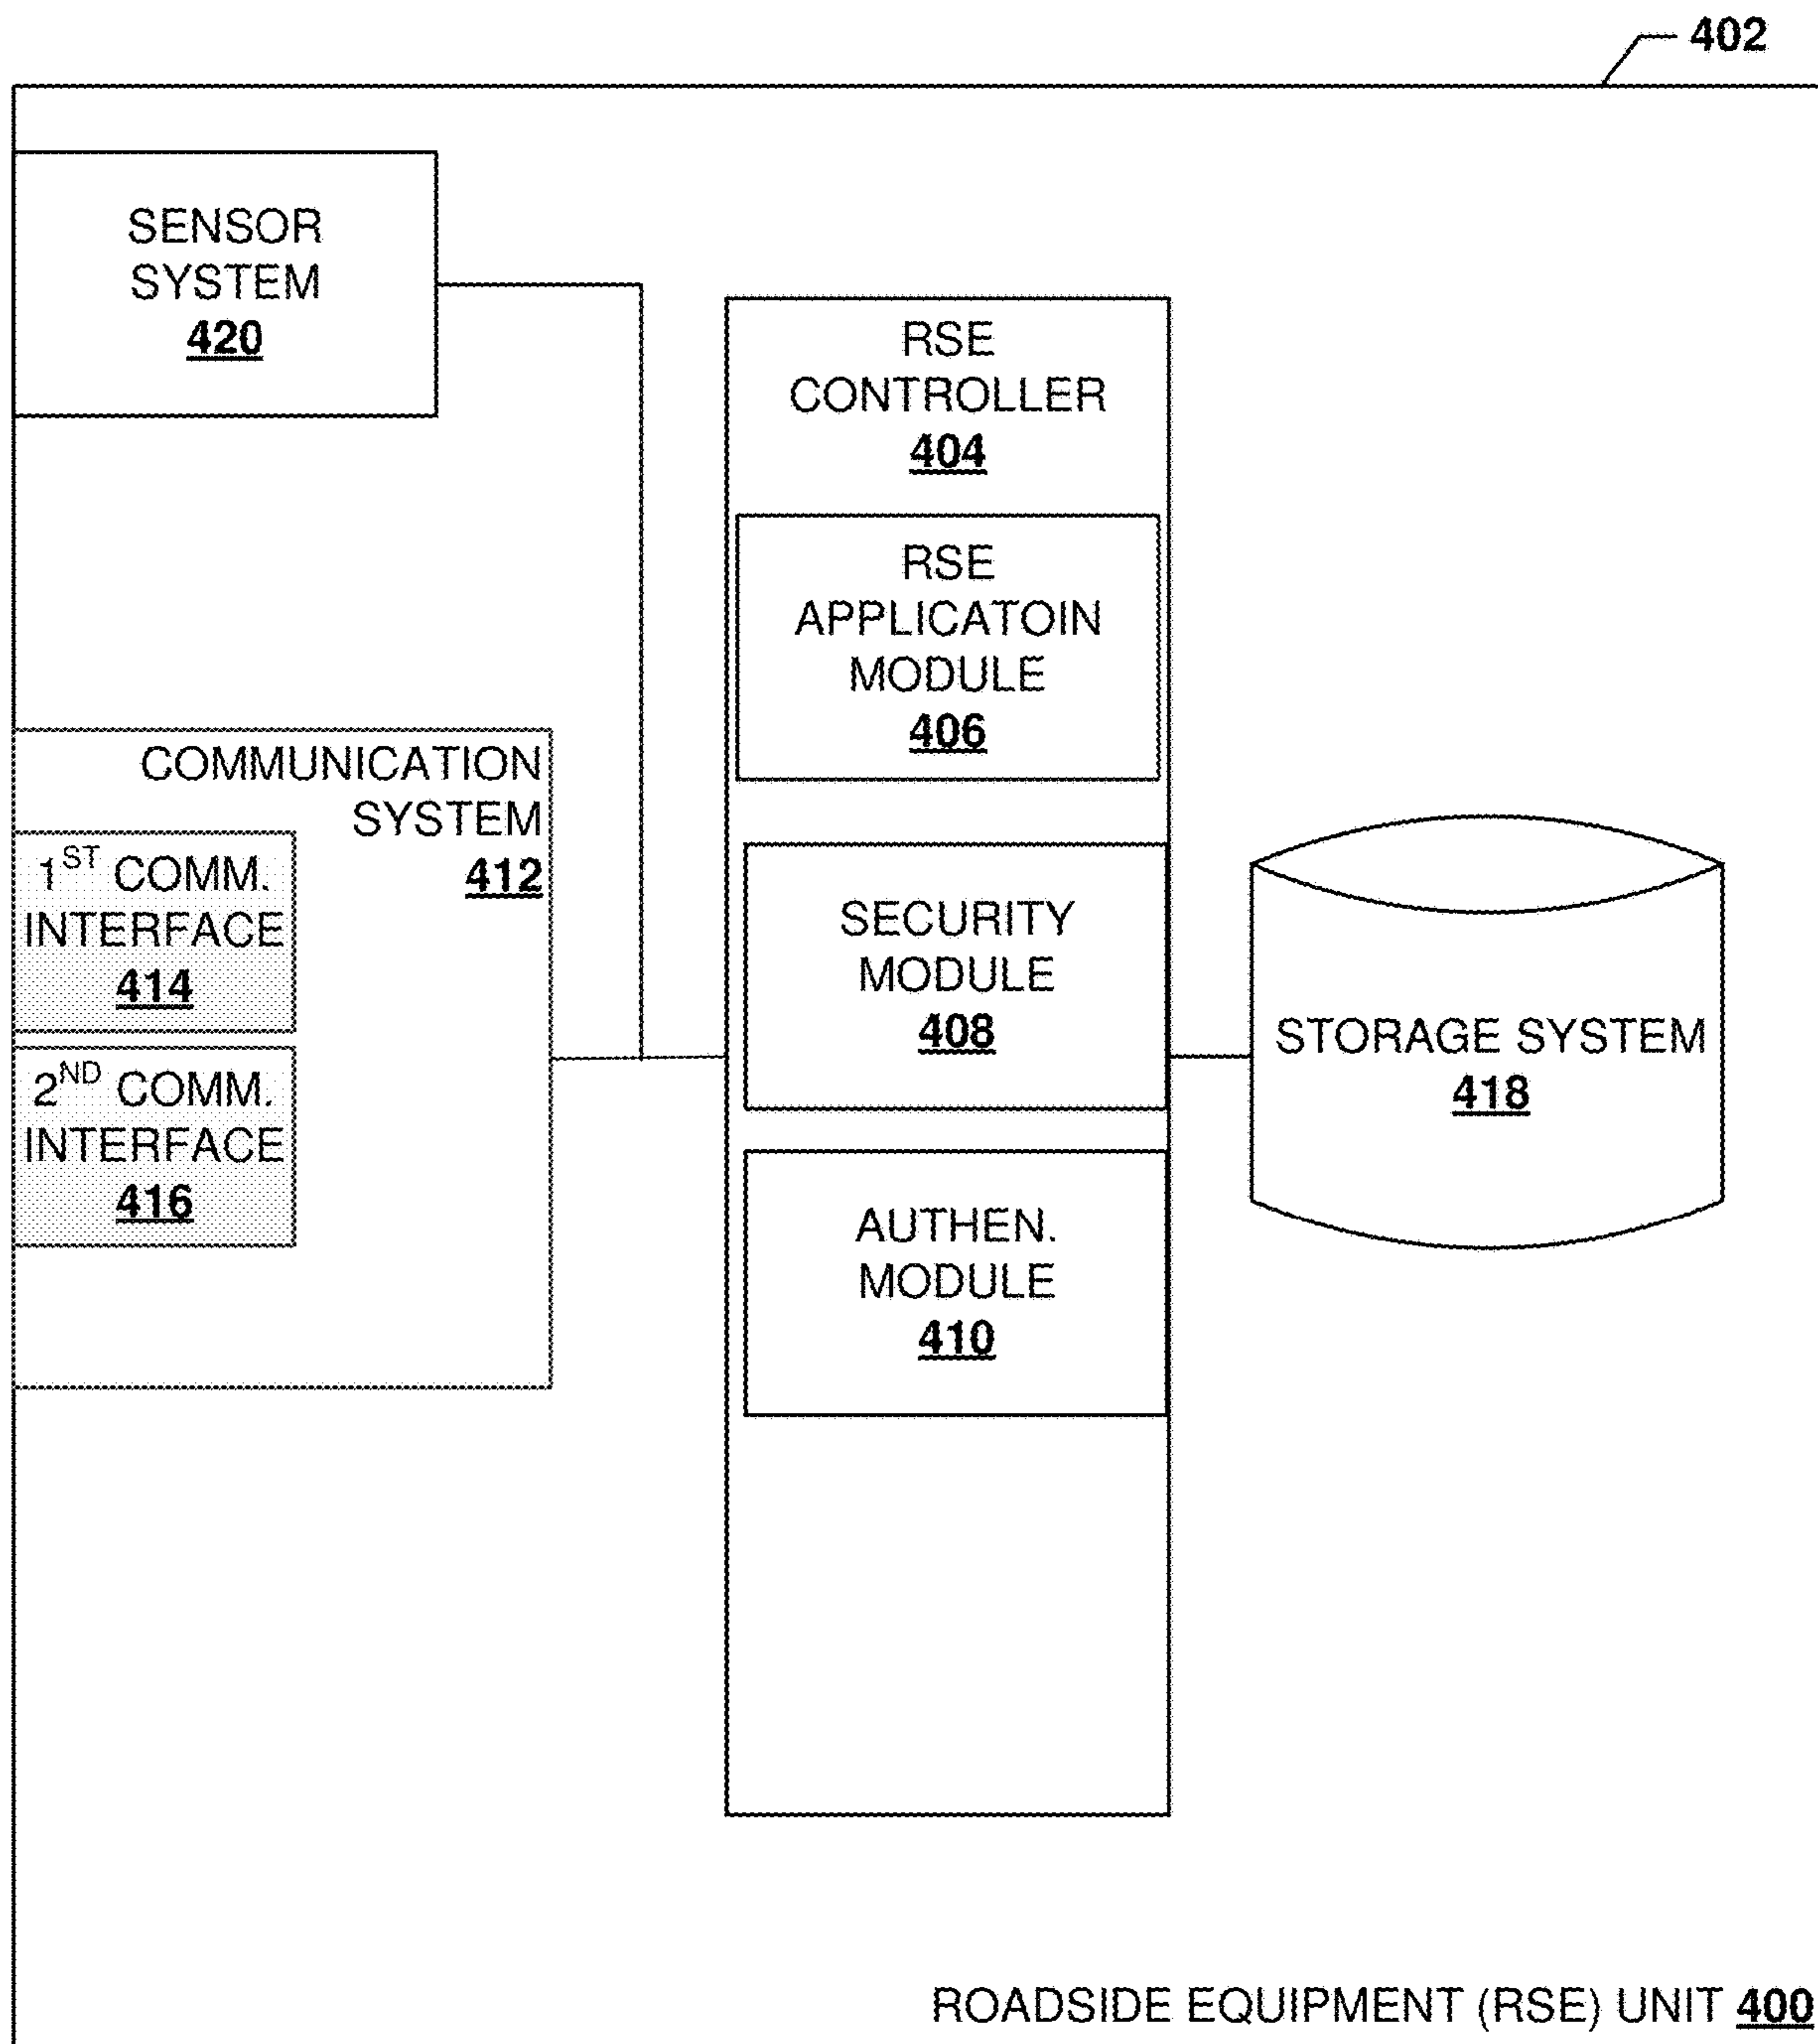 402
SENSOR
SYSTEM
420
RSE
CONTROLLER
404
RSE
APPLICATOIN
MODULE
406
COMMUNICATION
SYSTEM
412
1ST COMM.
INTERFACE
414
2ND COMM.
INTERFACE
416
SECURITY
MODULE
408
AUTHEN.
MODULE
410
STORAGE SYSTEM
418
ROADSIDE EQUIPMENT (RSE) UNIT 400